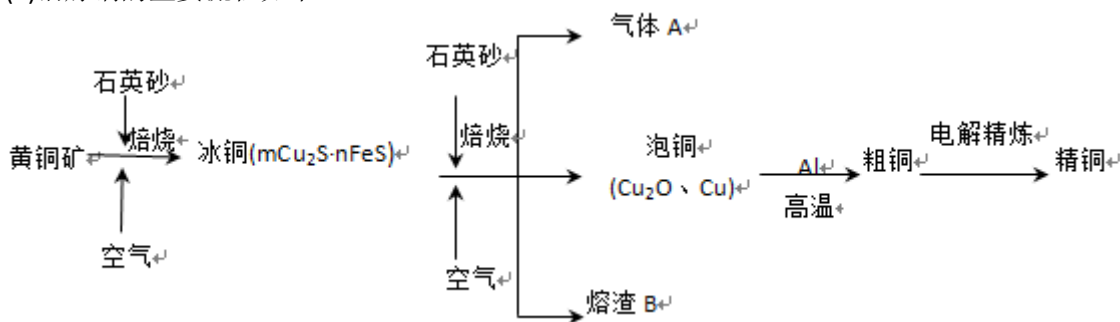 气体 A↵
石英砂↵
石英砂↵
焙烧↵
焙烧↵
泡铜↵
电解精炼↵
黄铜矿↵
冰铜(mCu₂S·nFeS)↵
(Cu₂O、Cu)↵
Al↵
粗铜↵
精铜↵
高温↵
空气↵
空气↵
熔渣 B↵